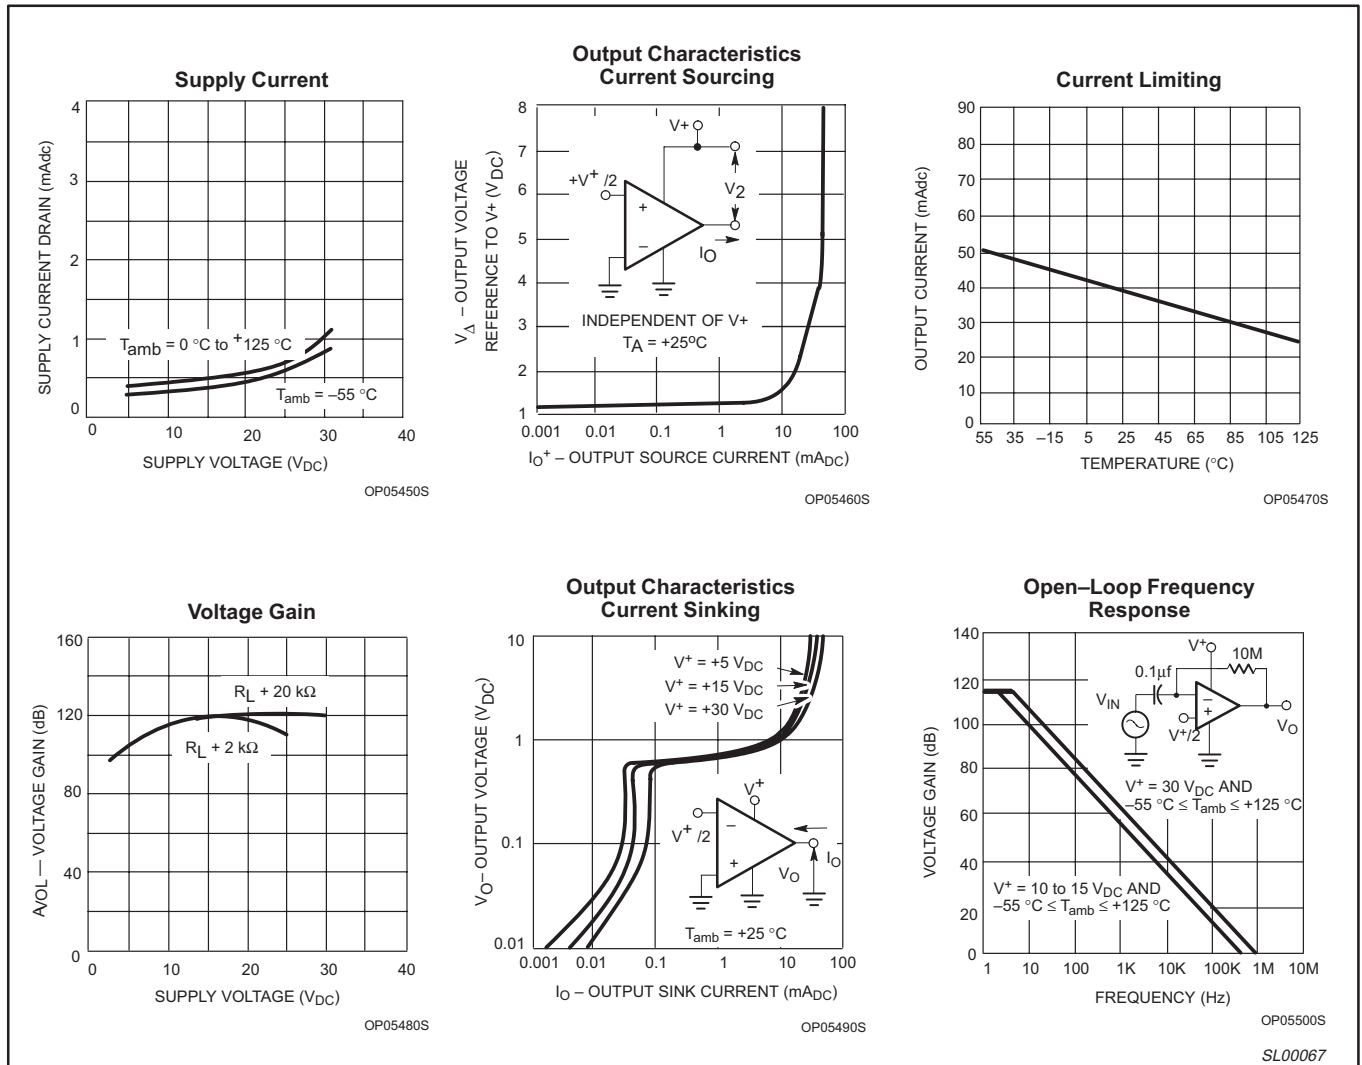 Supply Current
SUPPLY CURRENT DRAIN (mAdc)
4
3
2
1
0
Tamb = 0 °C to +125 °C
Tamb = –55 °C
0 10 20 30 40
SUPPLY VOLTAGE (VDC)
OP05450S
Output Characteristics
Current Sourcing
VΔ – OUTPUT VOLTAGE
REFERENCE TO V+ (VDC)
8
7
6
5
4
3
2
1
V+
+V+ /2
+
–
V2
IO
INDEPENDENT OF V+
TA = +25oC
0.001 0.01 0.1 1 10 100
IO+ – OUTPUT SOURCE CURRENT (mADC)
OP05460S
Current Limiting
OUTPUT CURRENT (mAdc)
90
80
70
60
50
40
30
20
10
0
55 35 –15 5 25 45 65 85 105 125
TEMPERATURE (°C)
OP05470S
Voltage Gain
AVOL — VOLTAGE GAIN (dB)
160
120
80
40
0
RL + 20 kΩ
RL + 2 kΩ
0 10 20 30 40
SUPPLY VOLTAGE (VDC)
OP05480S
Output Characteristics
Current Sinking
VO– OUTPUT VOLTAGE (VDC)
10
1
0.1
0.01
V+ = +5 VDC
V+ = +15 VDC
V+ = +30 VDC
V+
V+ /2
–
+
VO
IO
Tamb = +25 °C
0.001 0.01 0.1 1 10 100
IO – OUTPUT SINK CURRENT (mADC)
OP05490S
Open–Loop Frequency
Response
VOLTAGE GAIN (dB)
140
120
100
80
60
40
20
0
V+
10M
0.1µf
VIN
–
+
V+/2
VO
V+ = 30 VDC AND
–55 °C ≤ Tamb ≤ +125 °C
V+ = 10 to 15 VDC AND
–55 °C ≤ Tamb ≤ +125 °C
1 10 100 1K 10K 100K 1M 10M
FREQUENCY (Hz)
OP05500S
SL00067